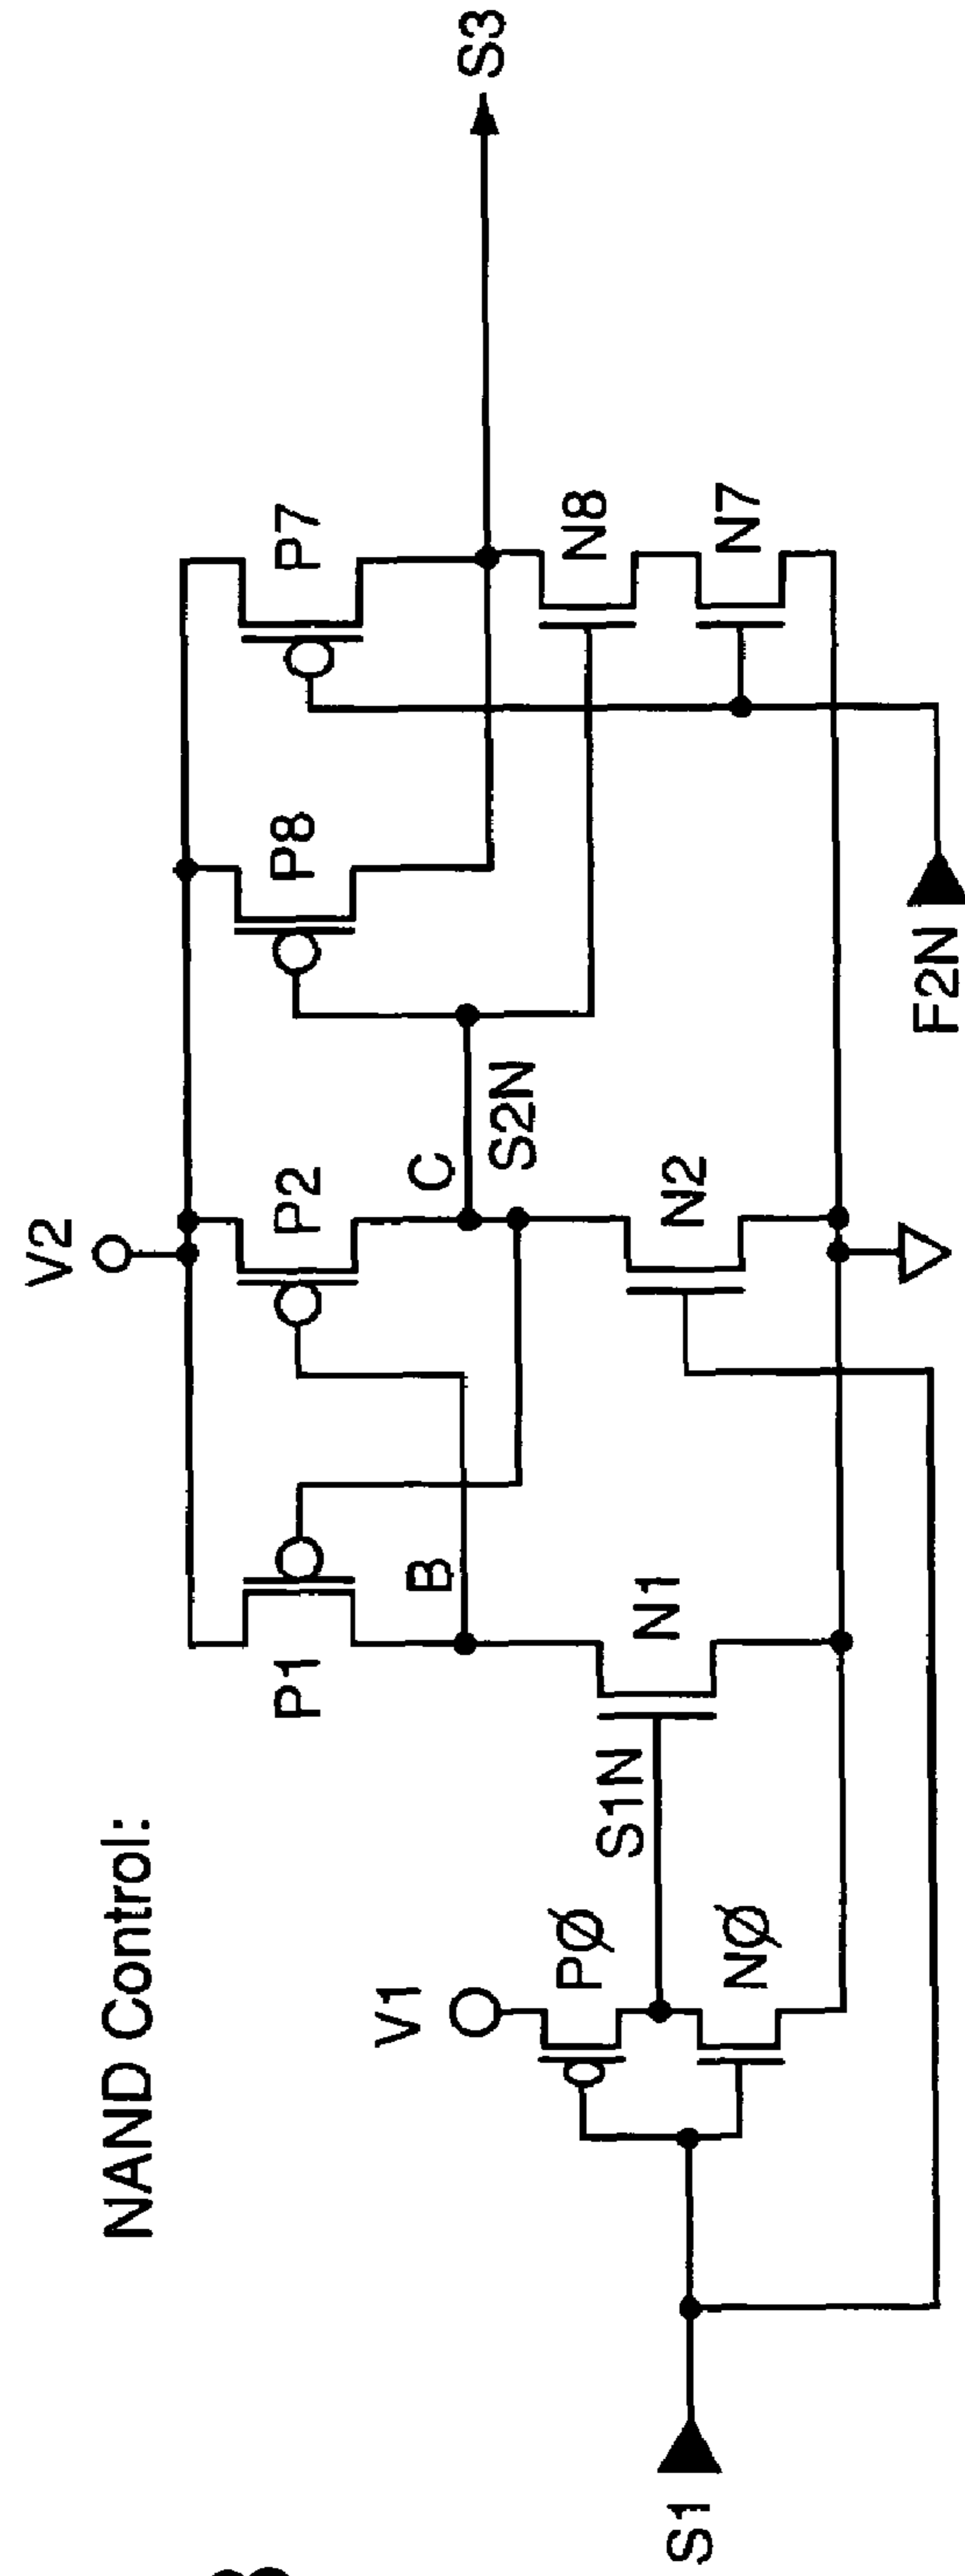 NAND Control:
V2
V1
P1
P2
P8
P7
B
C
S2N
S3
PØ
S1N
NØ
N1
N2
N8
N7
S1
F2N